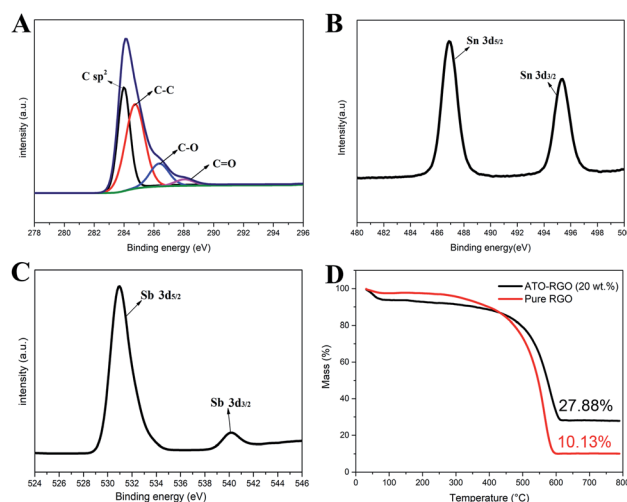 A
C sp2
C-C
C-O
C=O
intensity (a.u.)
278 280 282 284 286 288 290 292 294 296
Binding energy (eV)
B
Sn 3d5/2
Sn 3d3/2
Intensity(a.u)
480 482 484 486 488 490 492 494 496 498 500
Binding energy(eV)
C
Sb 3d5/2
Sb 3d3/2
intensity (a.u.)
524 526 528 530 532 534 536 538 540 542 544 546
Binding energy (eV)
D
ATO-RGO (20 wt.%)
Pure RGO
27.88%
10.13%
Mass (%)
100
80
60
40
20
0
0 100 200 300 400 500 600 700 800
Temperature (°C)